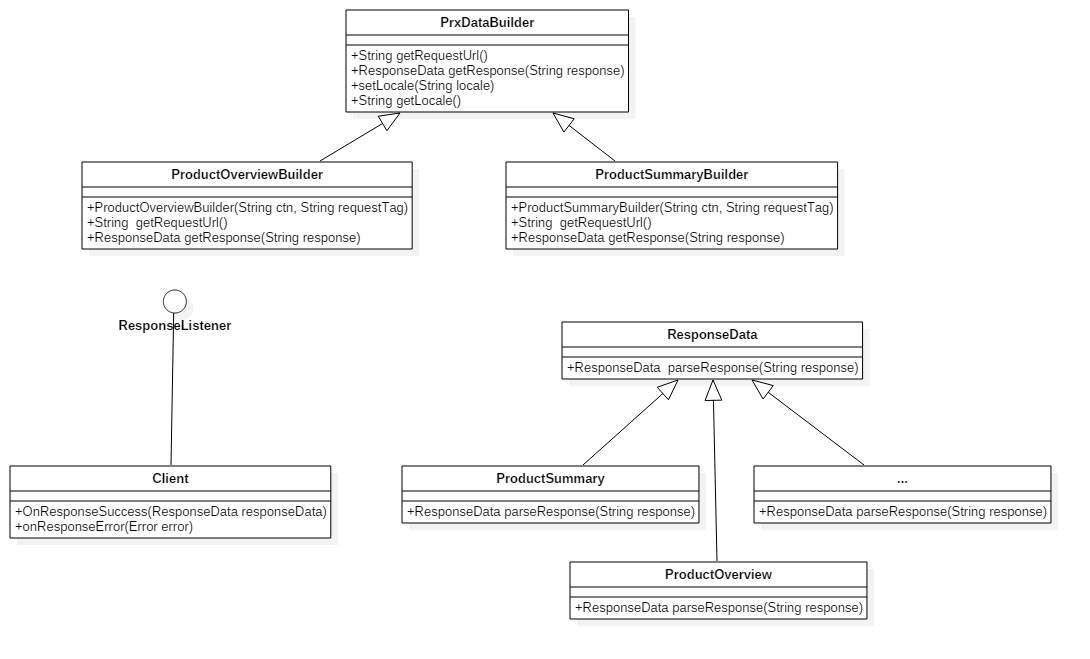 PrxDataBuilder
+String getRequestUrl()
+ResponseData getResponse(String response)
+setLocale(String locale)
+String getLocale()
ProductOverviewBuilder
+ProductOverviewBuilder(String ctn, String requestTag)
+String  getRequestUrl()
+ResponseData getResponse(String response)
ProductSummaryBuilder
+ProductSummaryBuilder(String ctn, String requestTag)
+String  getRequestUrl()
+ResponseData getResponse(String response)
ResponseListener
ResponseData
+ResponseData  parseResponse(String response)
Client
+OnResponseSuccess(ResponseData responseData)
+onResponseError(Error error)
ProductSummary
+ResponseData parseResponse(String response)
...
+ResponseData parseResponse(String response)
ProductOverview
+ResponseData parseResponse(String response)